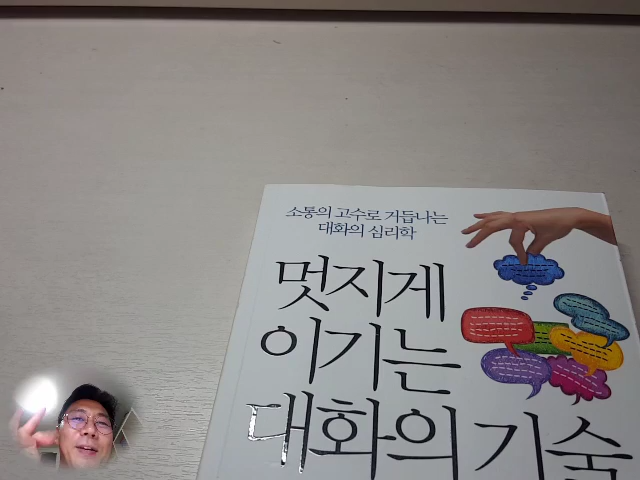 소통의 고수로 거듭나는
대화의 심리학
멋지게
이기는
대화의 기술